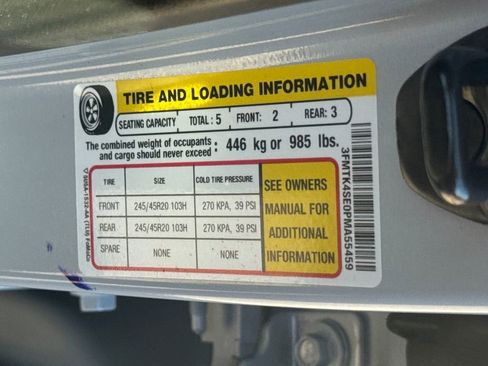 TIRE AND LOADING INFORMATION
SEATING CAPACITY TOTAL: 5 FRONT: 2 REAR: 3
The combined weight of occupants and cargo should never exceed: 446 kg or 985 lbs.
TIRE SIZE COLD TIRE PRESSURE
FRONT 245/45R20 103H 270 KPA, 39 PSI
REAR 245/45R20 103H 270 KPA, 39 PSI
SPARE NONE NONE
SEE OWNERS
MANUAL FOR
ADDITIONAL
INFORMATION
3FMTK4SE0PMA55459